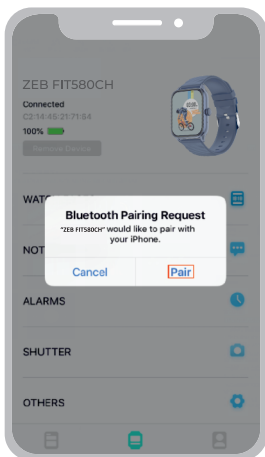 ZEB FIT580CH
Connected
C2:14:45:21:71:54
100%
Remove Device
WAT
Bluetooth Pairing Request
"ZEB FIT580CH" would like to pair with
your iPhone.
NOT
Cancel Pair
ALARMS
SHUTTER
OTHERS